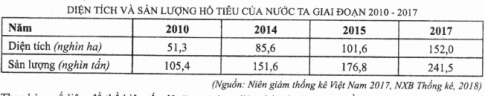 DIỆN TÍCH VÀ SẢN LƯỢNG HỒ TIÊU CỦA NƯỚC TA GIAI ĐOẠN 2010 - 2017
Năm 2010 2014 2015 2017
Diện tích (nghìn ha) 51,3 85,6 101,6 152,0
Sản lượng (nghìn tấn) 105,4 151,6 176,8 241,5
(Nguồn: Niên giám thống kê Việt Nam 2017, NXB Thống kê, 2018)